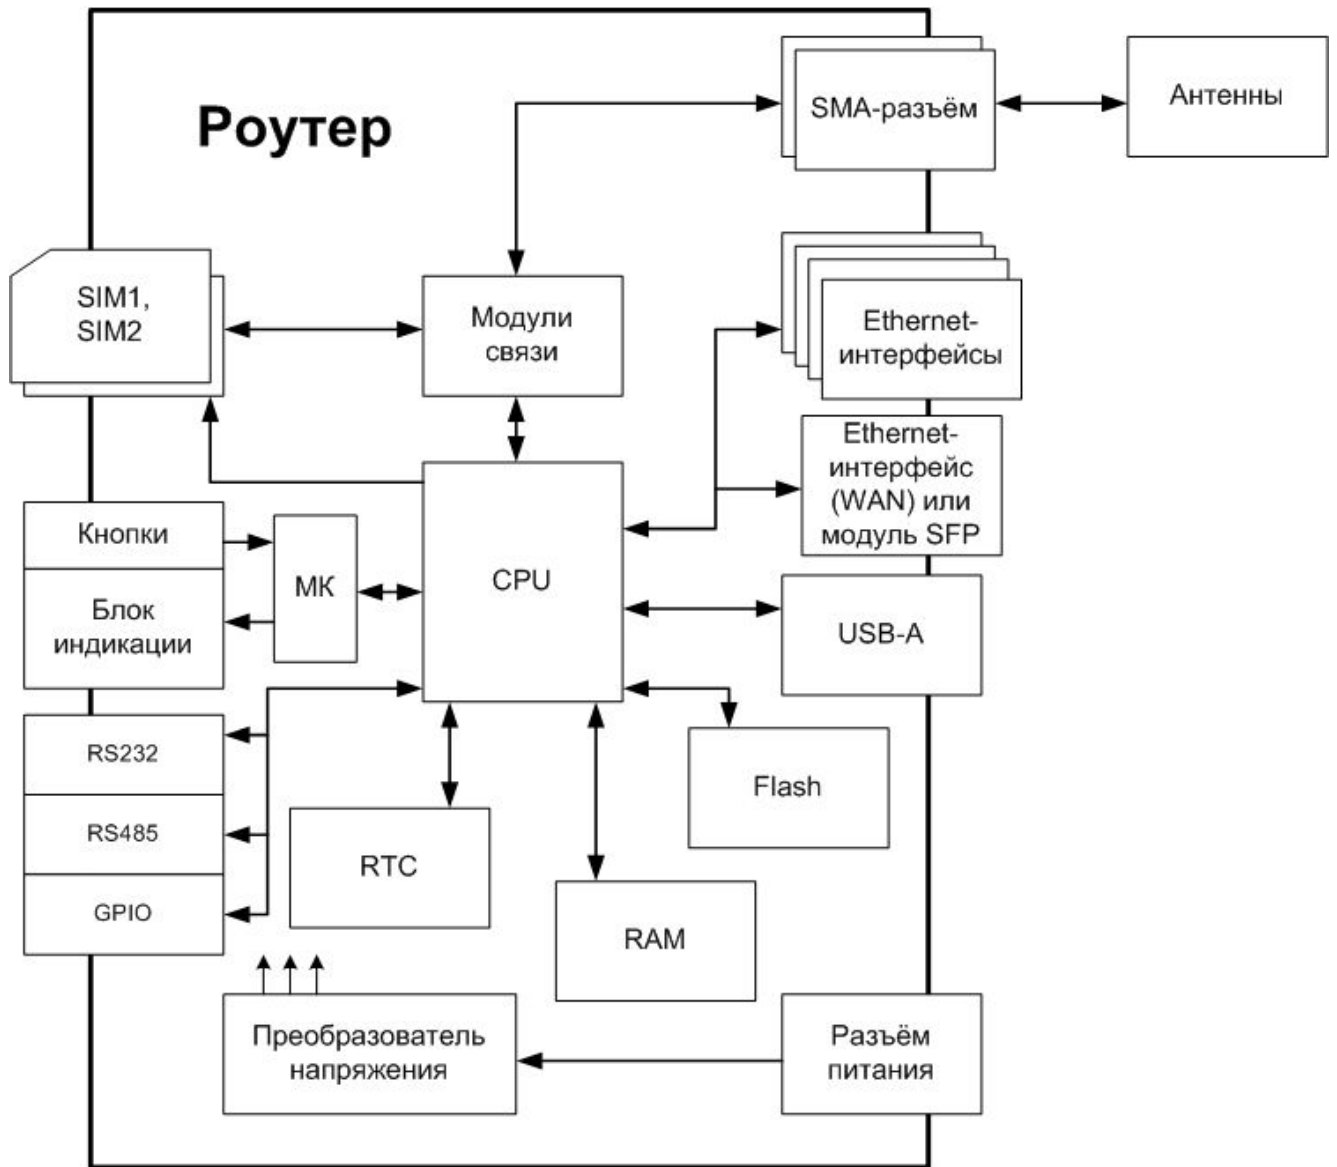 Роутер
SMA-разъём
Антенны
SIM1,
SIM2
Модули
связи
Ethernet-
интерфейсы
Ethernet-
интерфейс
(WAN) или
модуль SFP
Кнопки
МК
CPU
Блок
индикации
USB-A
RS232
RS485
GPIO
Flash
RTC
RAM
Преобразователь
напряжения
Разъём
питания